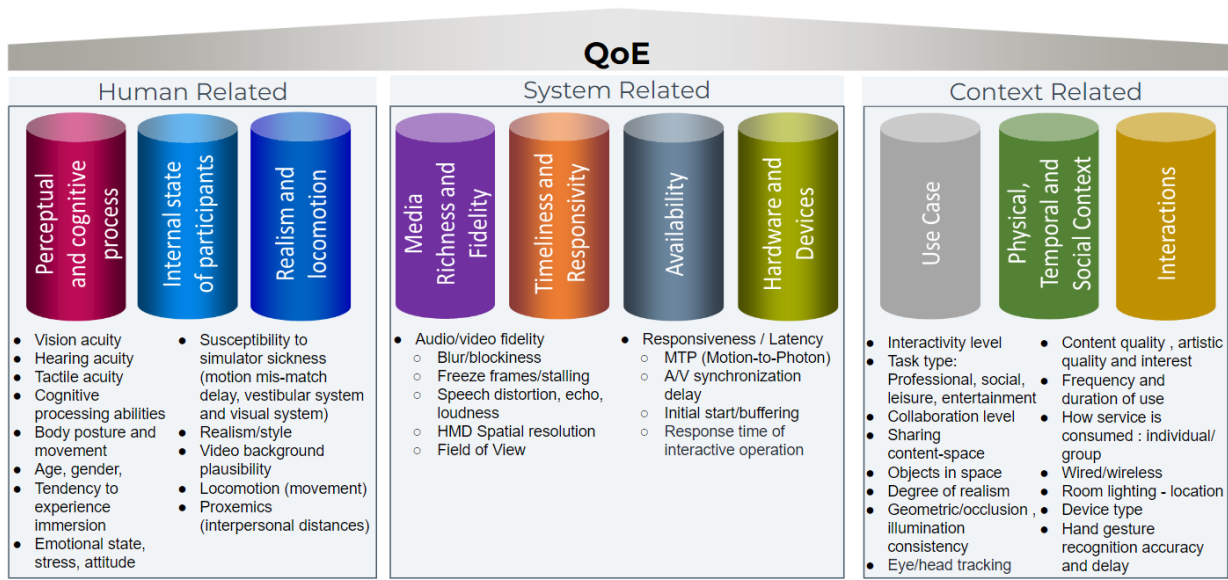 QoE
Human Related
Perceptual
and cognitive
process
Internal state
of participants
Realism and
locomotion
● Vision acuity
● Hearing acuity
● Tactile acuity
● Cognitive
processing abilities
● Body posture and
movement
● Age, gender,
● Tendency to
experience
immersion
● Emotional state,
stress, attitude
● Susceptibility to
simulator sickness
(motion mis-match
delay, vestibular system
and visual system)
● Realism/style
● Video background
plausibility
● Locomotion (movement)
● Proxemics
(interpersonal distances)
System Related
Media
Richness and
Fidelity
Timeliness and
Responsivity
Availability
Hardware and
Devices
● Audio/video fidelity
○ Blur/blockiness
○ Freeze frames/stalling
○ Speech distortion, echo,
loudness
○ HMD Spatial resolution
○ Field of View
● Responsiveness / Latency
○ MTP (Motion-to-Photon)
○ A/V synchronization
delay
○ Initial start/buffering
○ Response time of
interactive operation
Context Related
Use Case
Physical,
Temporal and
Social Context
Interactions
● Interactivity level
● Task type:
Professional, social,
leisure, entertainment
● Collaboration level
● Sharing
content-space
● Objects in space
● Degree of realism
● Geometric/occlusion ,
illumination
consistency
● Eye/head tracking
● Content quality , artistic
quality and interest
● Frequency and
duration of use
● How service is
consumed : individual/
group
● Wired/wireless
● Room lighting - location
● Device type
● Hand gesture
recognition accuracy
and delay